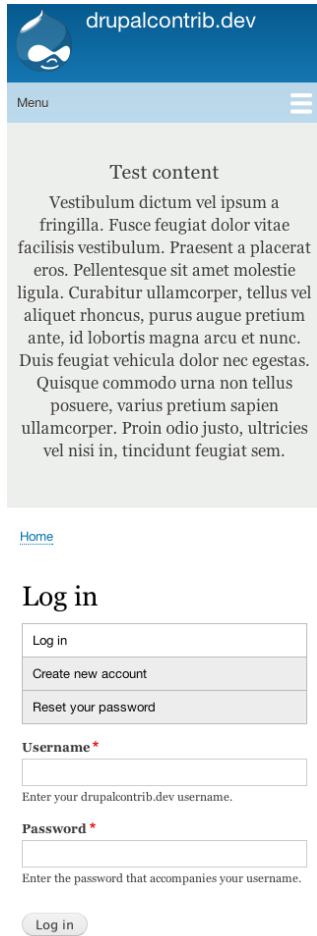 drupalcontrib.dev
Menu
Test content
Vestibulum dictum vel ipsum a
fringilla. Fusce feugiat dolor vitae
facilisis vestibulum. Praesent a placerat
eros. Pellentesque sit amet molestie
ligula. Curabitur ullamcorper, tellus vel
aliquet rhoncus, purus augue pretium
ante, id lobortis magna arcu et nunc.
Duis feugiat vehicula dolor nec egestas.
Quisque commodo urna non tellus
posuere, varius pretium sapien
ullamcorper. Proin odio justo, ultricies
vel nisi in, tincidunt feugiat sem.
Home
Log in
Log in
Create new account
Reset your password
Username*
Enter your drupalcontrib.dev username.
Password *
Enter the password that accompanies your username.
Log in